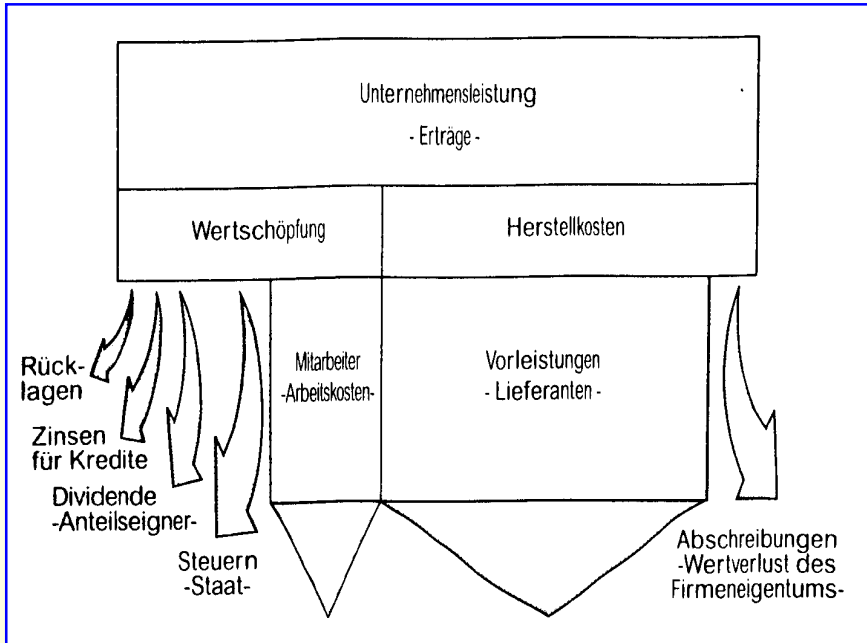 Unternehmensleistung
- Erträge -
Wertschöpfung
Herstellkosten
Rück-
lagen
Zinsen
für Kredite
Dividende
-Anteilseigner-
Steuern
-Staat-
Mitarbeiter
-Arbeitskosten-
Vorleistungen
- Lieferanten -
Abschreibungen
-Wertverlust des
Firmeneigentums-